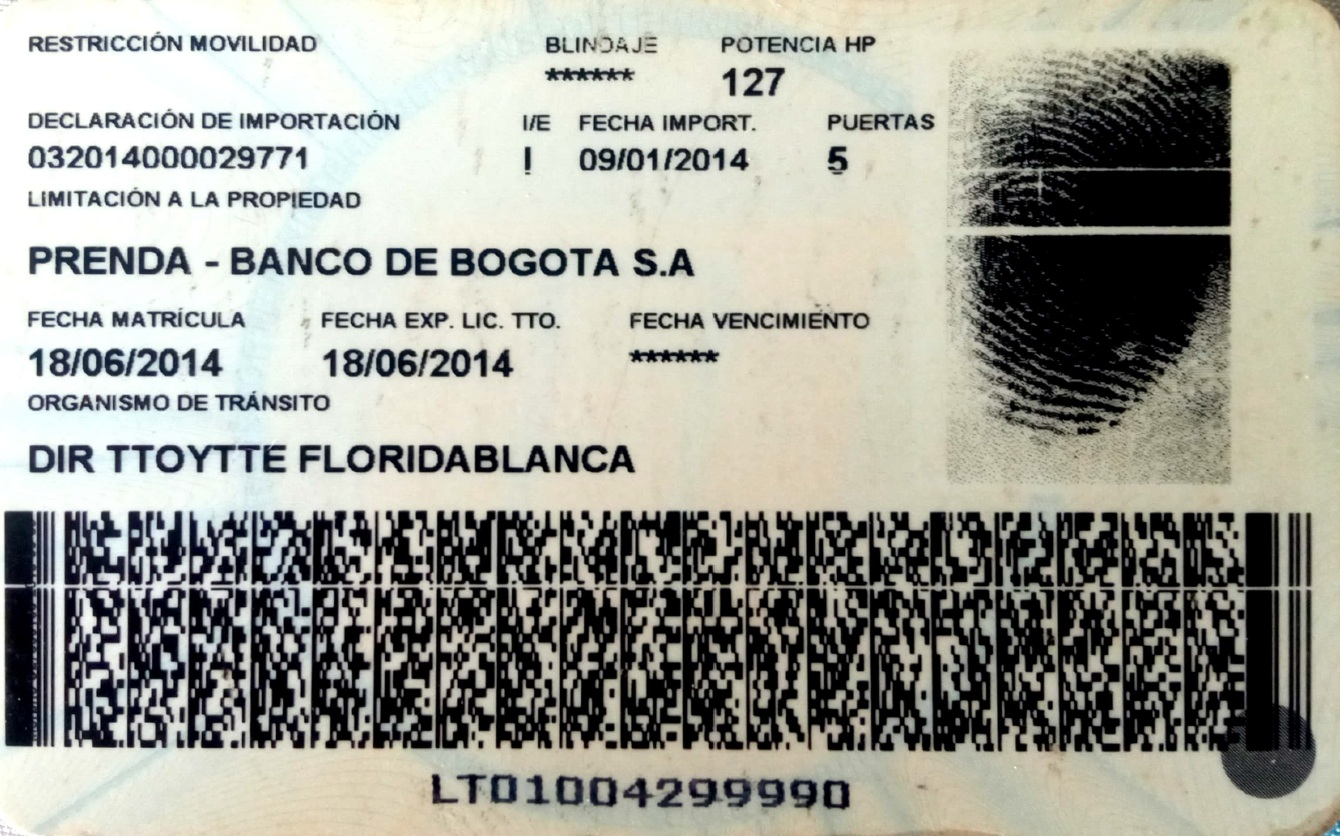 RESTRICCIÓN MOVILIDAD BLINDAJE POTENCIA HP
****** 127
DECLARACIÓN DE IMPORTACIÓN I/E FECHA IMPORT. PUERTAS
032014000029771 I 09/01/2014 5
LIMITACIÓN A LA PROPIEDAD
PRENDA - BANCO DE BOGOTA S.A
FECHA MATRÍCULA FECHA EXP. LIC. TTO. FECHA VENCIMIENTO
18/06/2014 18/06/2014 ******
ORGANISMO DE TRÁNSITO
DIR TTOYTTE FLORIDABLANCA
LT01004299990